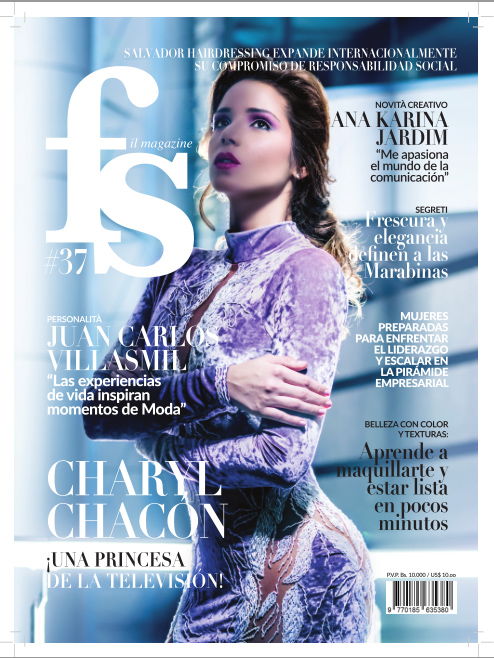 SALVADOR HAIRDRESSING EXPANDE INTERNACIONALMENTE
SU COMPROMISO DE RESPONSABILIDAD SOCIAL
fs
il magazine
#37
NOVITÀ CREATIVO
ANA KARINA
JARDIM
“Me apasiona
el mundo de la
comunicación”
SEGRETI
Frescura y
elegancia
definen a las
Marabinas
PERSONALITÀ
JUAN CARLOS
VILLASMIL
“Las experiencias
de vida inspiran
momentos de Moda”
MUJERES
PREPARADAS
PARA ENFRENTAR
EL LIDERAZGO
Y ESCALAR EN
LA PIRÁMIDE
EMPRESARIAL
BELLEZA CON COLOR
Y TEXTURAS:
Aprende a
maquillarte y
estar lista
en pocos
minutos
CHARYL
CHACÓN
¡UNA PRINCESA
DE LA TELEVISIÓN!
P.V.P. Bs. 10.000 / US$ 10.00
9 770185 635380